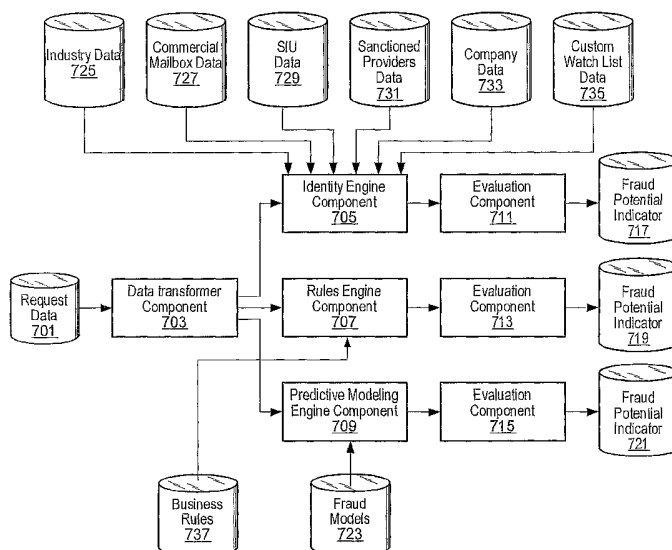 Industry Data
725
Commercial
Mailbox Data
727
SIU
Data
729
Sanctioned
Providers
Data
731
Company
Data
733
Custom
Watch List
Data
735
Identity Engine
Component
705
Evaluation
Component
711
Fraud
Potential
Indicator
717
Request
Data
701
Data transformer
Component
703
Rules Engine
Component
707
Evaluation
Component
713
Fraud
Potential
Indicator
719
Predictive Modeling
Engine Component
709
Evaluation
Component
715
Fraud
Potential
Indicator
721
Business
Rules
737
Fraud
Models
723